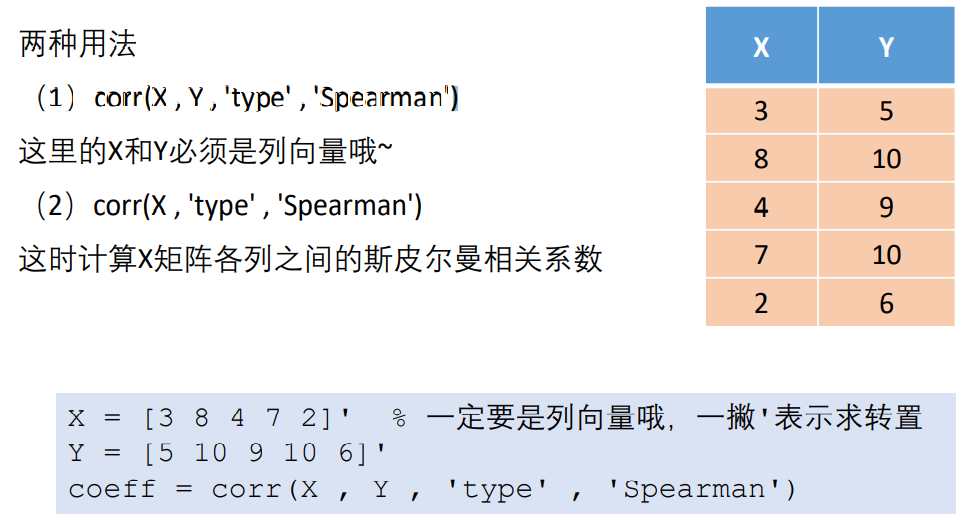 两种用法
（1）corr(X , Y , 'type' , 'Spearman')
这里的X和Y必须是列向量哦~
（2）corr(X , 'type' , 'Spearman')
这时计算X矩阵各列之间的斯皮尔曼相关系数
X Y
3 5
8 10
4 9
7 10
2 6
X = [3 8 4 7 2]' % 一定要是列向量哦，一撇'表示求转置
Y = [5 10 9 10 6]'
coeff = corr(X , Y , 'type' , 'Spearman')